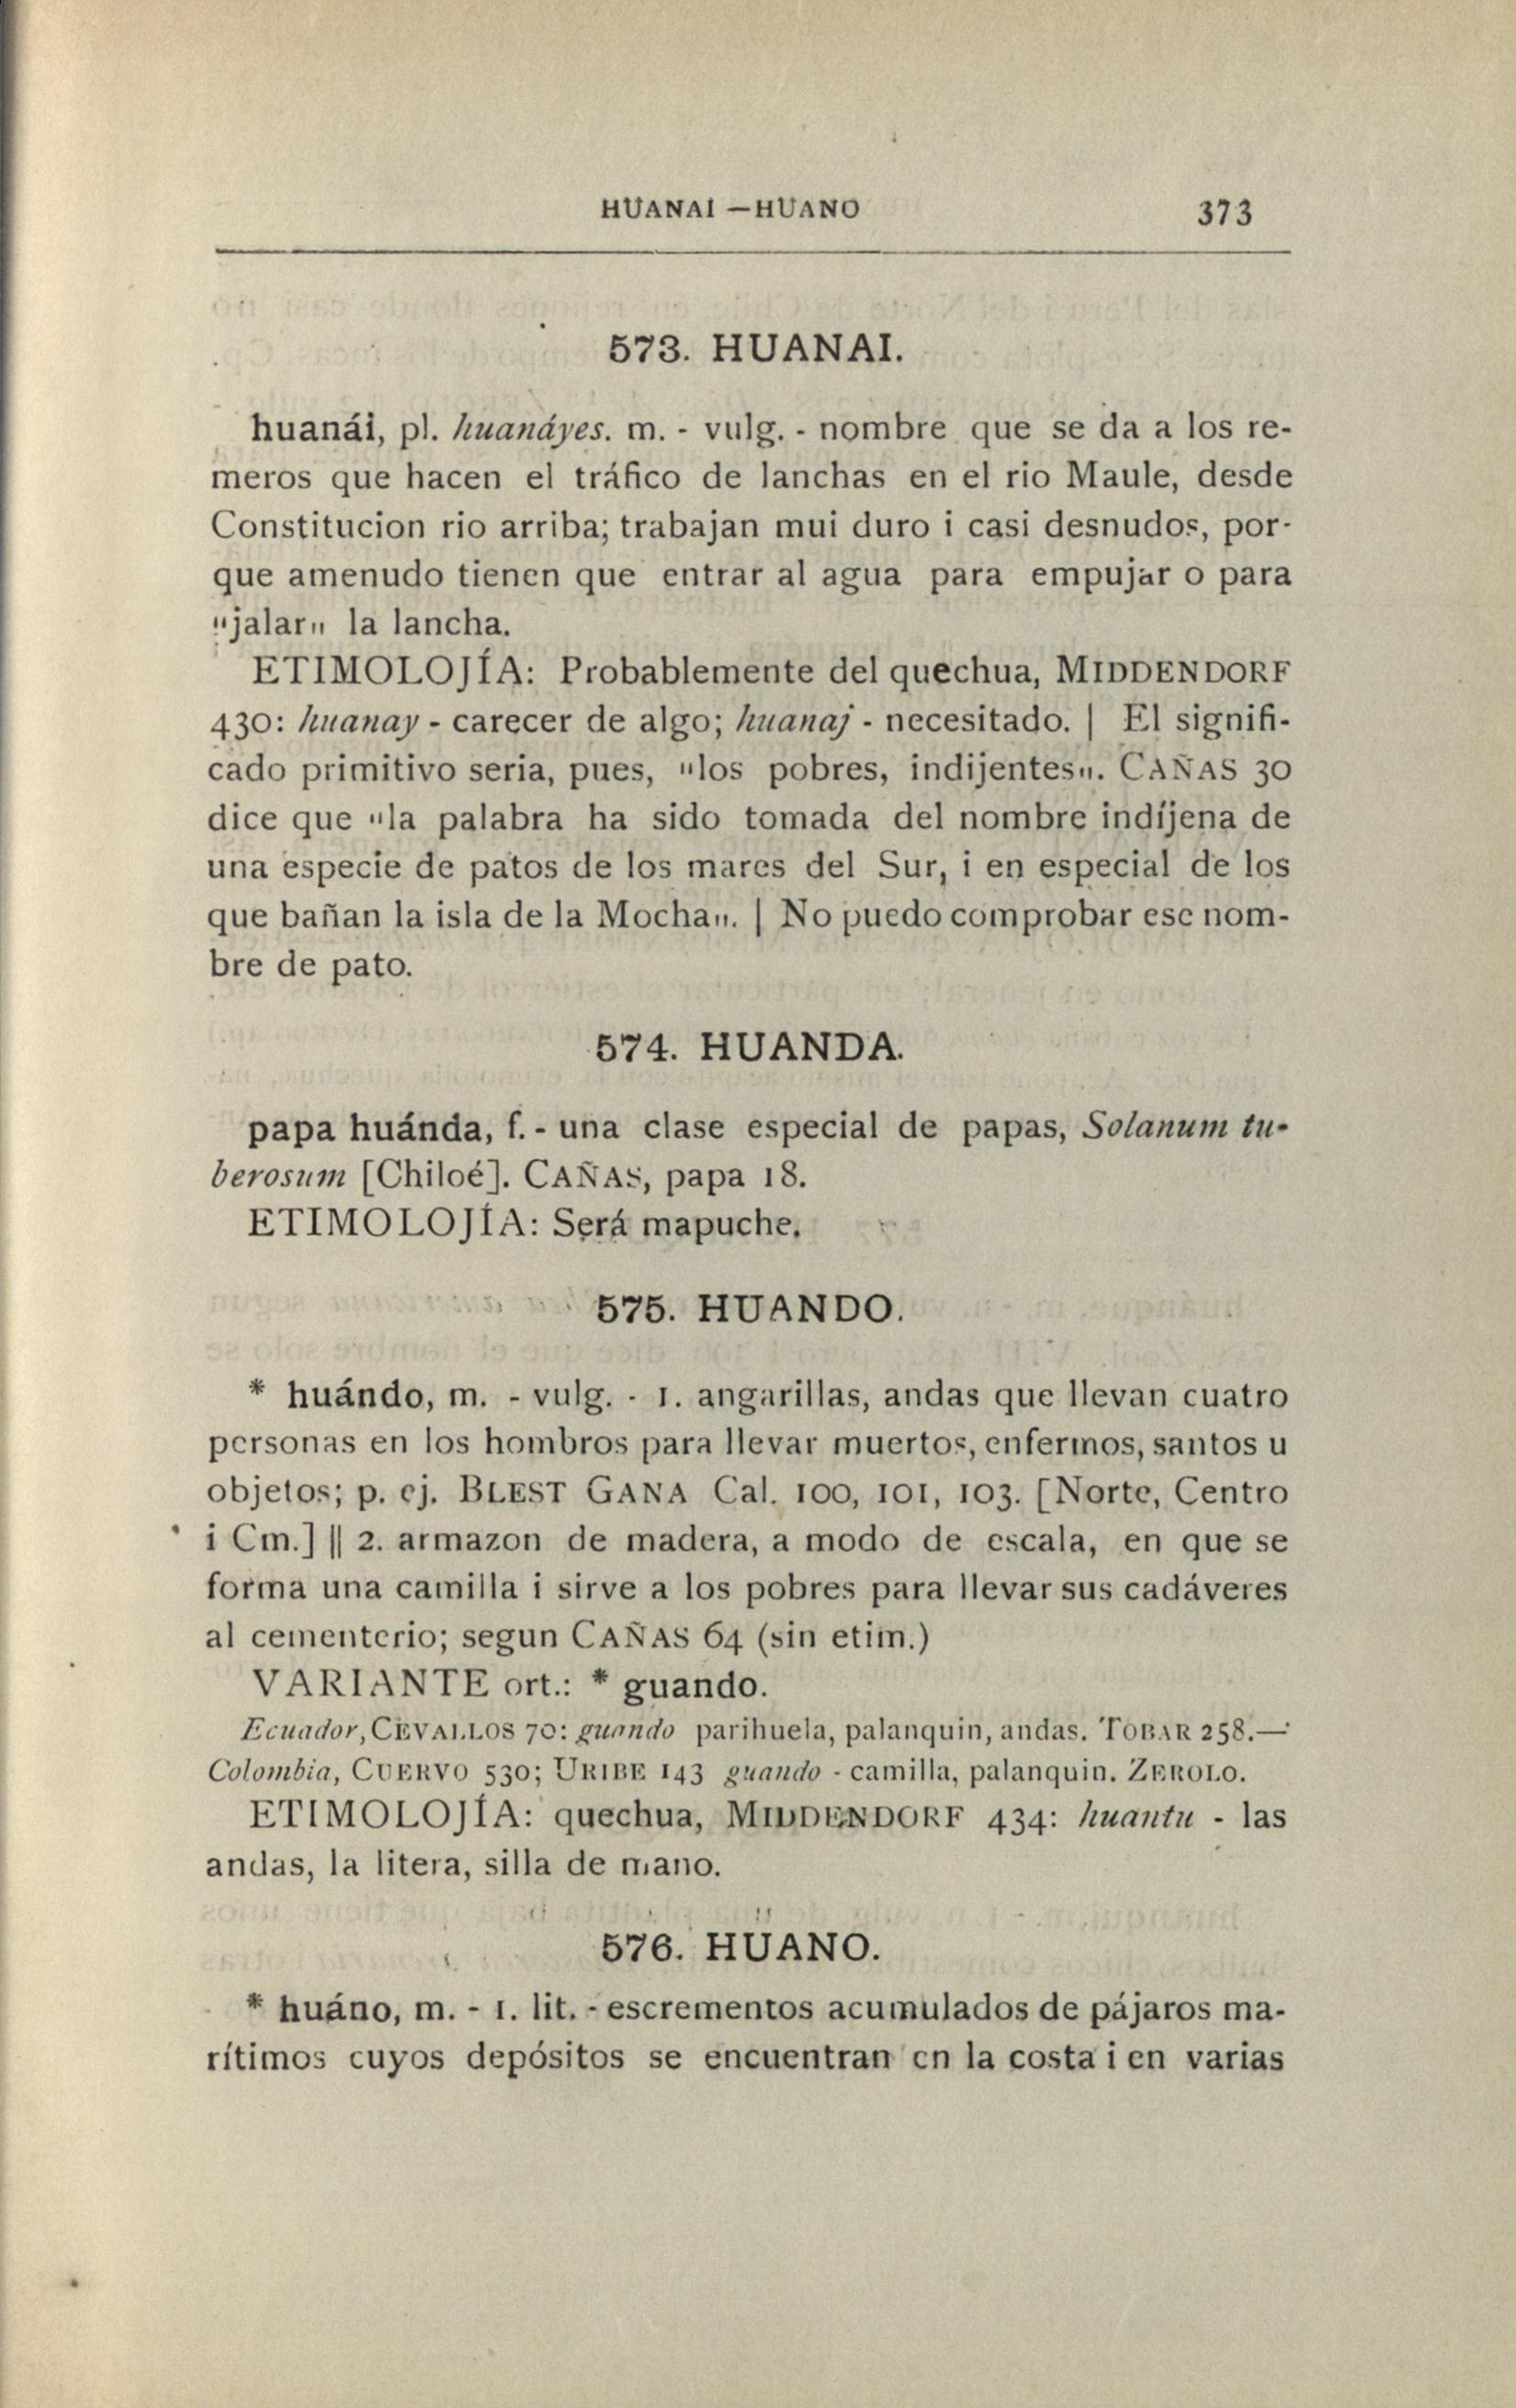 HUANAI —HUANO 373
573. HUANAI.
huanái, pl. huanáyes. m. - vulg. - nombre que se da a los re-
meros que hacen el tráfico de lanchas en el rio Maule, desde
Constitucion rio arriba; trabajan mui duro i casi desnudos, por-
que amenudo tienen que entrar al agua para empujar o para
"jalar" la lancha.
ETIMOLOJÍA: Probablemente del quechua, MIDDENDORF
430: huanay - carecer de algo; huanaj - necesitado. | El signifi-
cado primitivo seria, pues, "los pobres, indijentes". CAÑAS 30
dice que "la palabra ha sido tomada del nombre indíjena de
una especie de patos de los mares del Sur, i en especial de los
que bañan la isla de la Mocha". | No puedo comprobar ese nom-
bre de pato.
574. HUANDA.
papa huánda, f. - una clase especial de papas, Solanum tu-
berosum [Chiloé]. CAÑAS, papa 18.
ETIMOLOJÍA: Será mapuche.
575. HUANDO.
* huándo, m. - vulg. - 1. angarillas, andas que llevan cuatro
personas en los hombros para llevar muertos, enfermos, santos u
objetos; p. ej. BLEST GANA Cal. 100, 101, 103. [Norte, Centro
i Cm.] || 2. armazon de madera, a modo de escala, en que se
forma una camilla i sirve a los pobres para llevar sus cadáveres
al cementerio; segun CAÑAS 64 (sin etim.)
VARIANTE ort.: * guando.
Ecuador, CEVALLOS 70: guando parihuela, palanquin, andas. TOBAR 258.—
Colombia, CUERVO 530; URIBE 143 guando - camilla, palanquin. ZEROLO.
ETIMOLOJÍA: quechua, MIDDENDORF 434: huantu - las
andas, la litera, silla de mano.
576. HUANO.
* huáno, m. - 1. lit. - escrementos acumulados de pájaros ma-
rítimos cuyos depósitos se encuentran en la costa i en varias